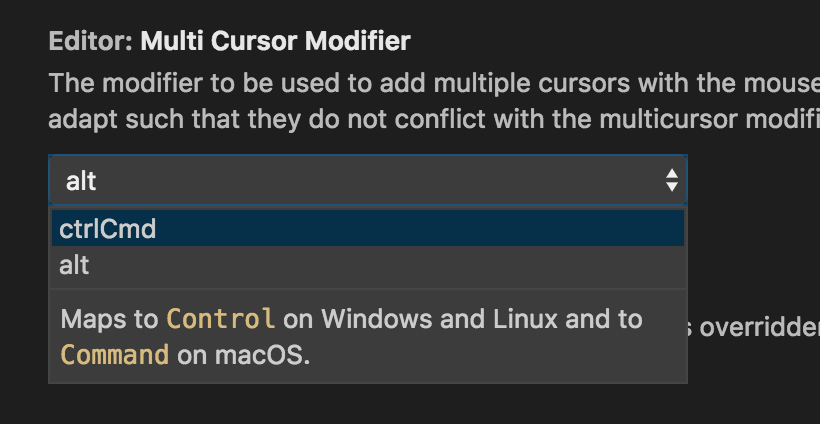 Editor: Multi Cursor Modifier
The modifier to be used to add multiple cursors with the mouse
adapt such that they do not conflict with the multicursor modifi
alt
ctrlCmd
alt
Maps to Control on Windows and Linux and to
s overridden
Command on macOS.